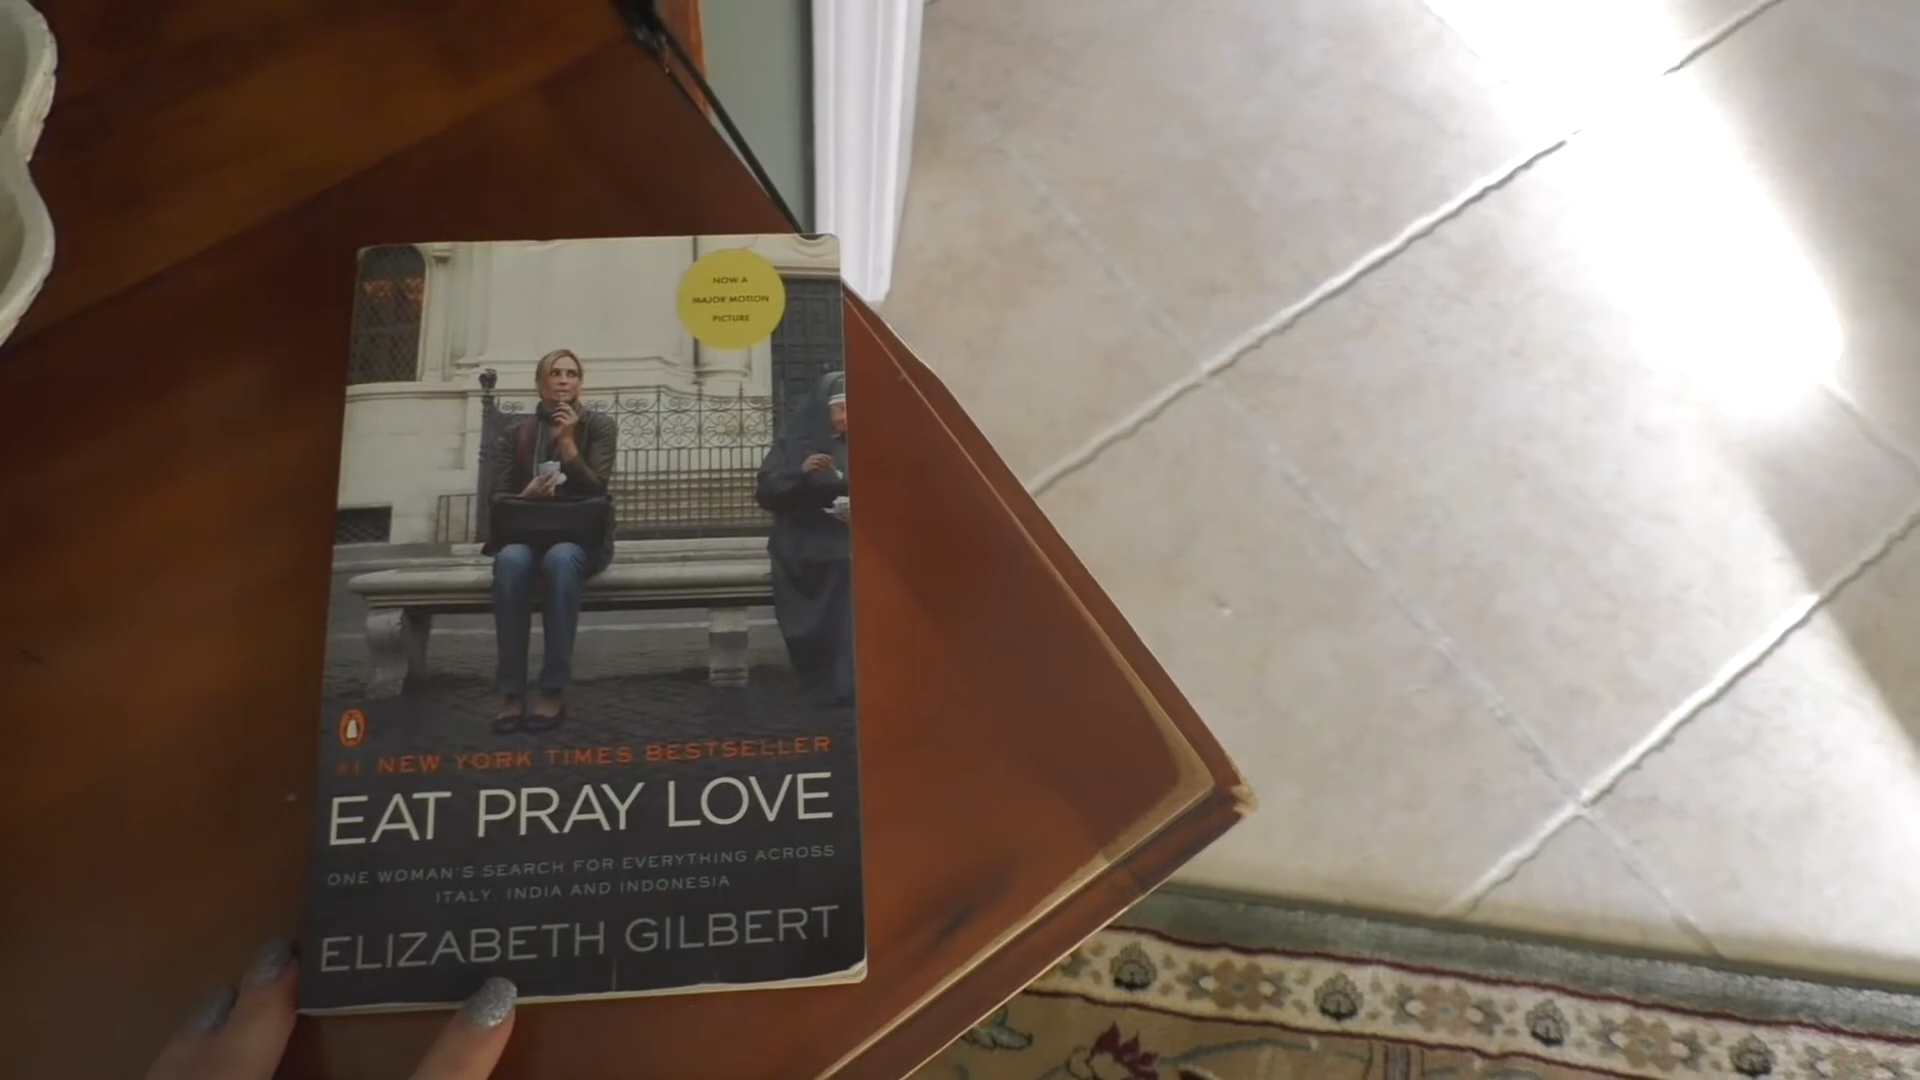 NOW A
MAJOR MOTION
PICTURE
#1 NEW YORK TIMES BESTSELLER
EAT PRAY LOVE
ONE WOMAN'S SEARCH FOR EVERYTHING ACROSS
ITALY, INDIA AND INDONESIA
ELIZABETH GILBERT